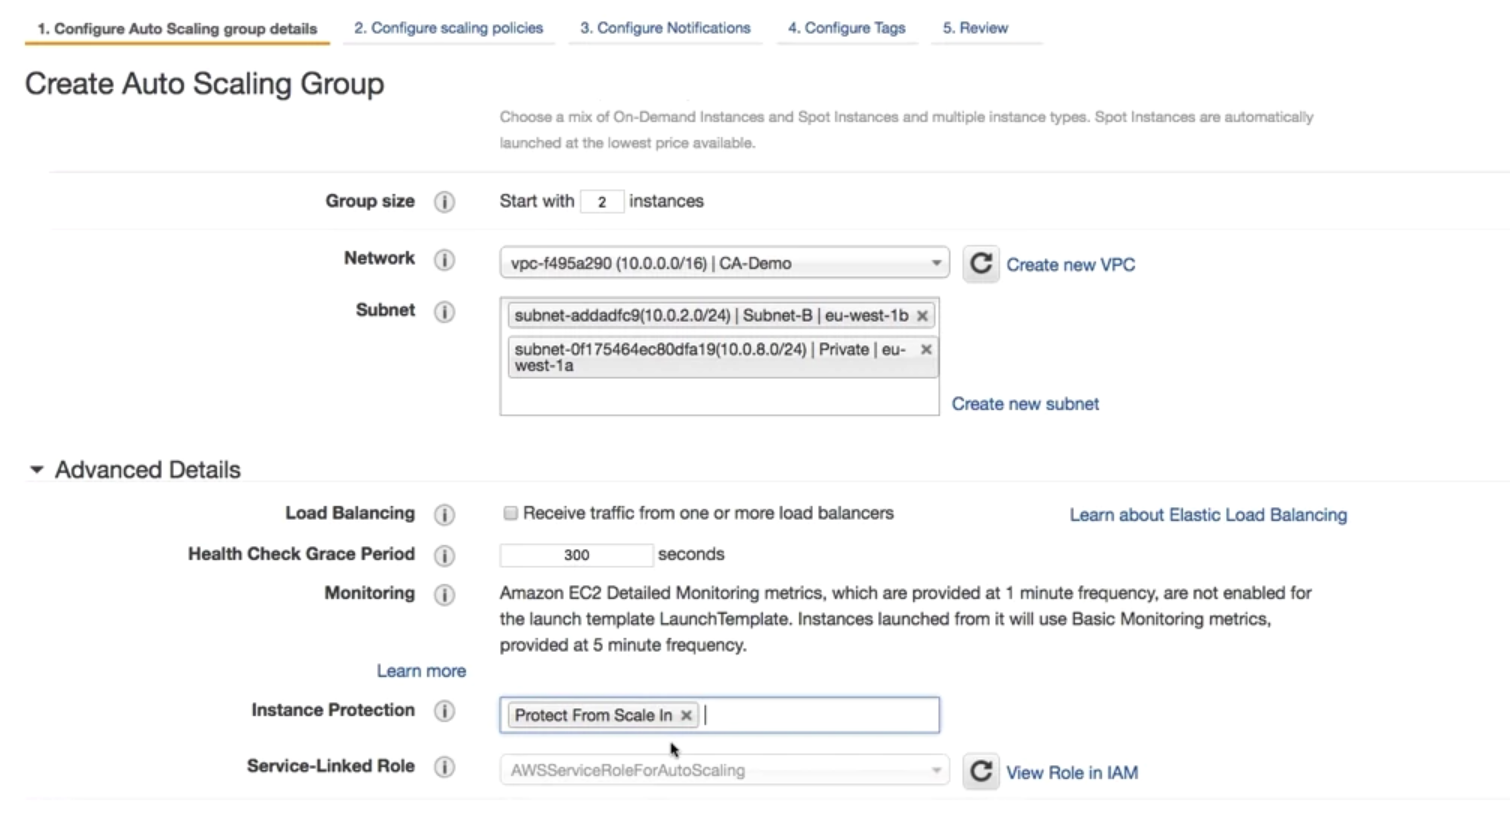 1. Configure Auto Scaling group details 2. Configure scaling policies 3. Configure Notifications 4. Configure Tags 5. Review
Create Auto Scaling Group
Choose a mix of On-Demand Instances and Spot Instances and multiple instance types. Spot Instances are automatically
launched at the lowest price available.
Group size i Start with 2 instances
Network i vpc-f495a290 (10.0.0.0/16) | CA-Demo Create new VPC
Subnet i subnet-addadfc9(10.0.2.0/24) | Subnet-B | eu-west-1b ×
subnet-0f175464ec80dfa19(10.0.8.0/24) | Private | eu- ×
west-1a
Create new subnet
Advanced Details
Load Balancing i Receive traffic from one or more load balancers Learn about Elastic Load Balancing
Health Check Grace Period i 300 seconds
Monitoring i Amazon EC2 Detailed Monitoring metrics, which are provided at 1 minute frequency, are not enabled for
the launch template LaunchTemplate. Instances launched from it will use Basic Monitoring metrics,
provided at 5 minute frequency.
Learn more
Instance Protection i Protect From Scale In ×
Service-Linked Role i AWSServiceRoleForAutoScaling View Role in IAM